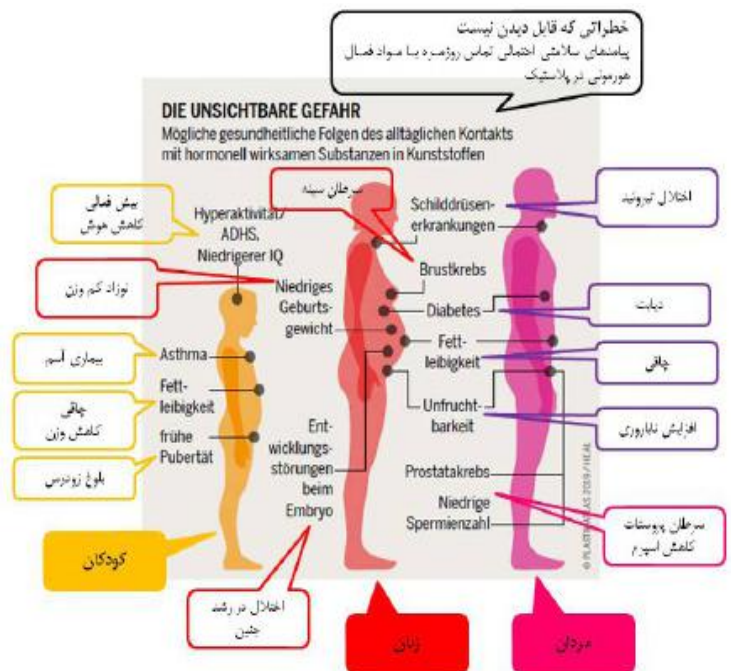 خطراتی که قابل دیدن نیست
پیامدهای سلامتی احتمالی تماس روزمره با مواد فعال
هورمونی در پلاستیک
DIE UNSICHTBARE GEFAHR
Mögliche gesundheitliche Folgen des alltäglichen Kontakts
mit hormonell wirksamen Substanzen in Kunststoffen
بیش فعالی
کاهش هوش
Hyperaktivität/
ADHS,
Niedrigerer IQ
سرطان سینه
Schilddrüsen-
erkrankungen
اختلال تیروئید
نوزاد کم وزن
Niedriges
Geburts-
gewicht
Brustkrebs
Diabetes
دیابت
بیماری آسم
Asthma
Fett-
leibigkeit
چاقی
چاقی
کاهش وزن
Fett-
leibigkeit
Unfrucht-
barkeit
افزایش ناباروری
بلوغ زودرس
frühe
Pubertät
Ent-
wicklungs-
störungen
beim
Embryo
Prostatakrebs
Niedrige
Spermienzahl
سرطان پروستات
کاهش اسپرم
© PLASTIKATLAS 2019 / HEAL
کودکان
اختلال در رشد
جنین
زنان
مردان